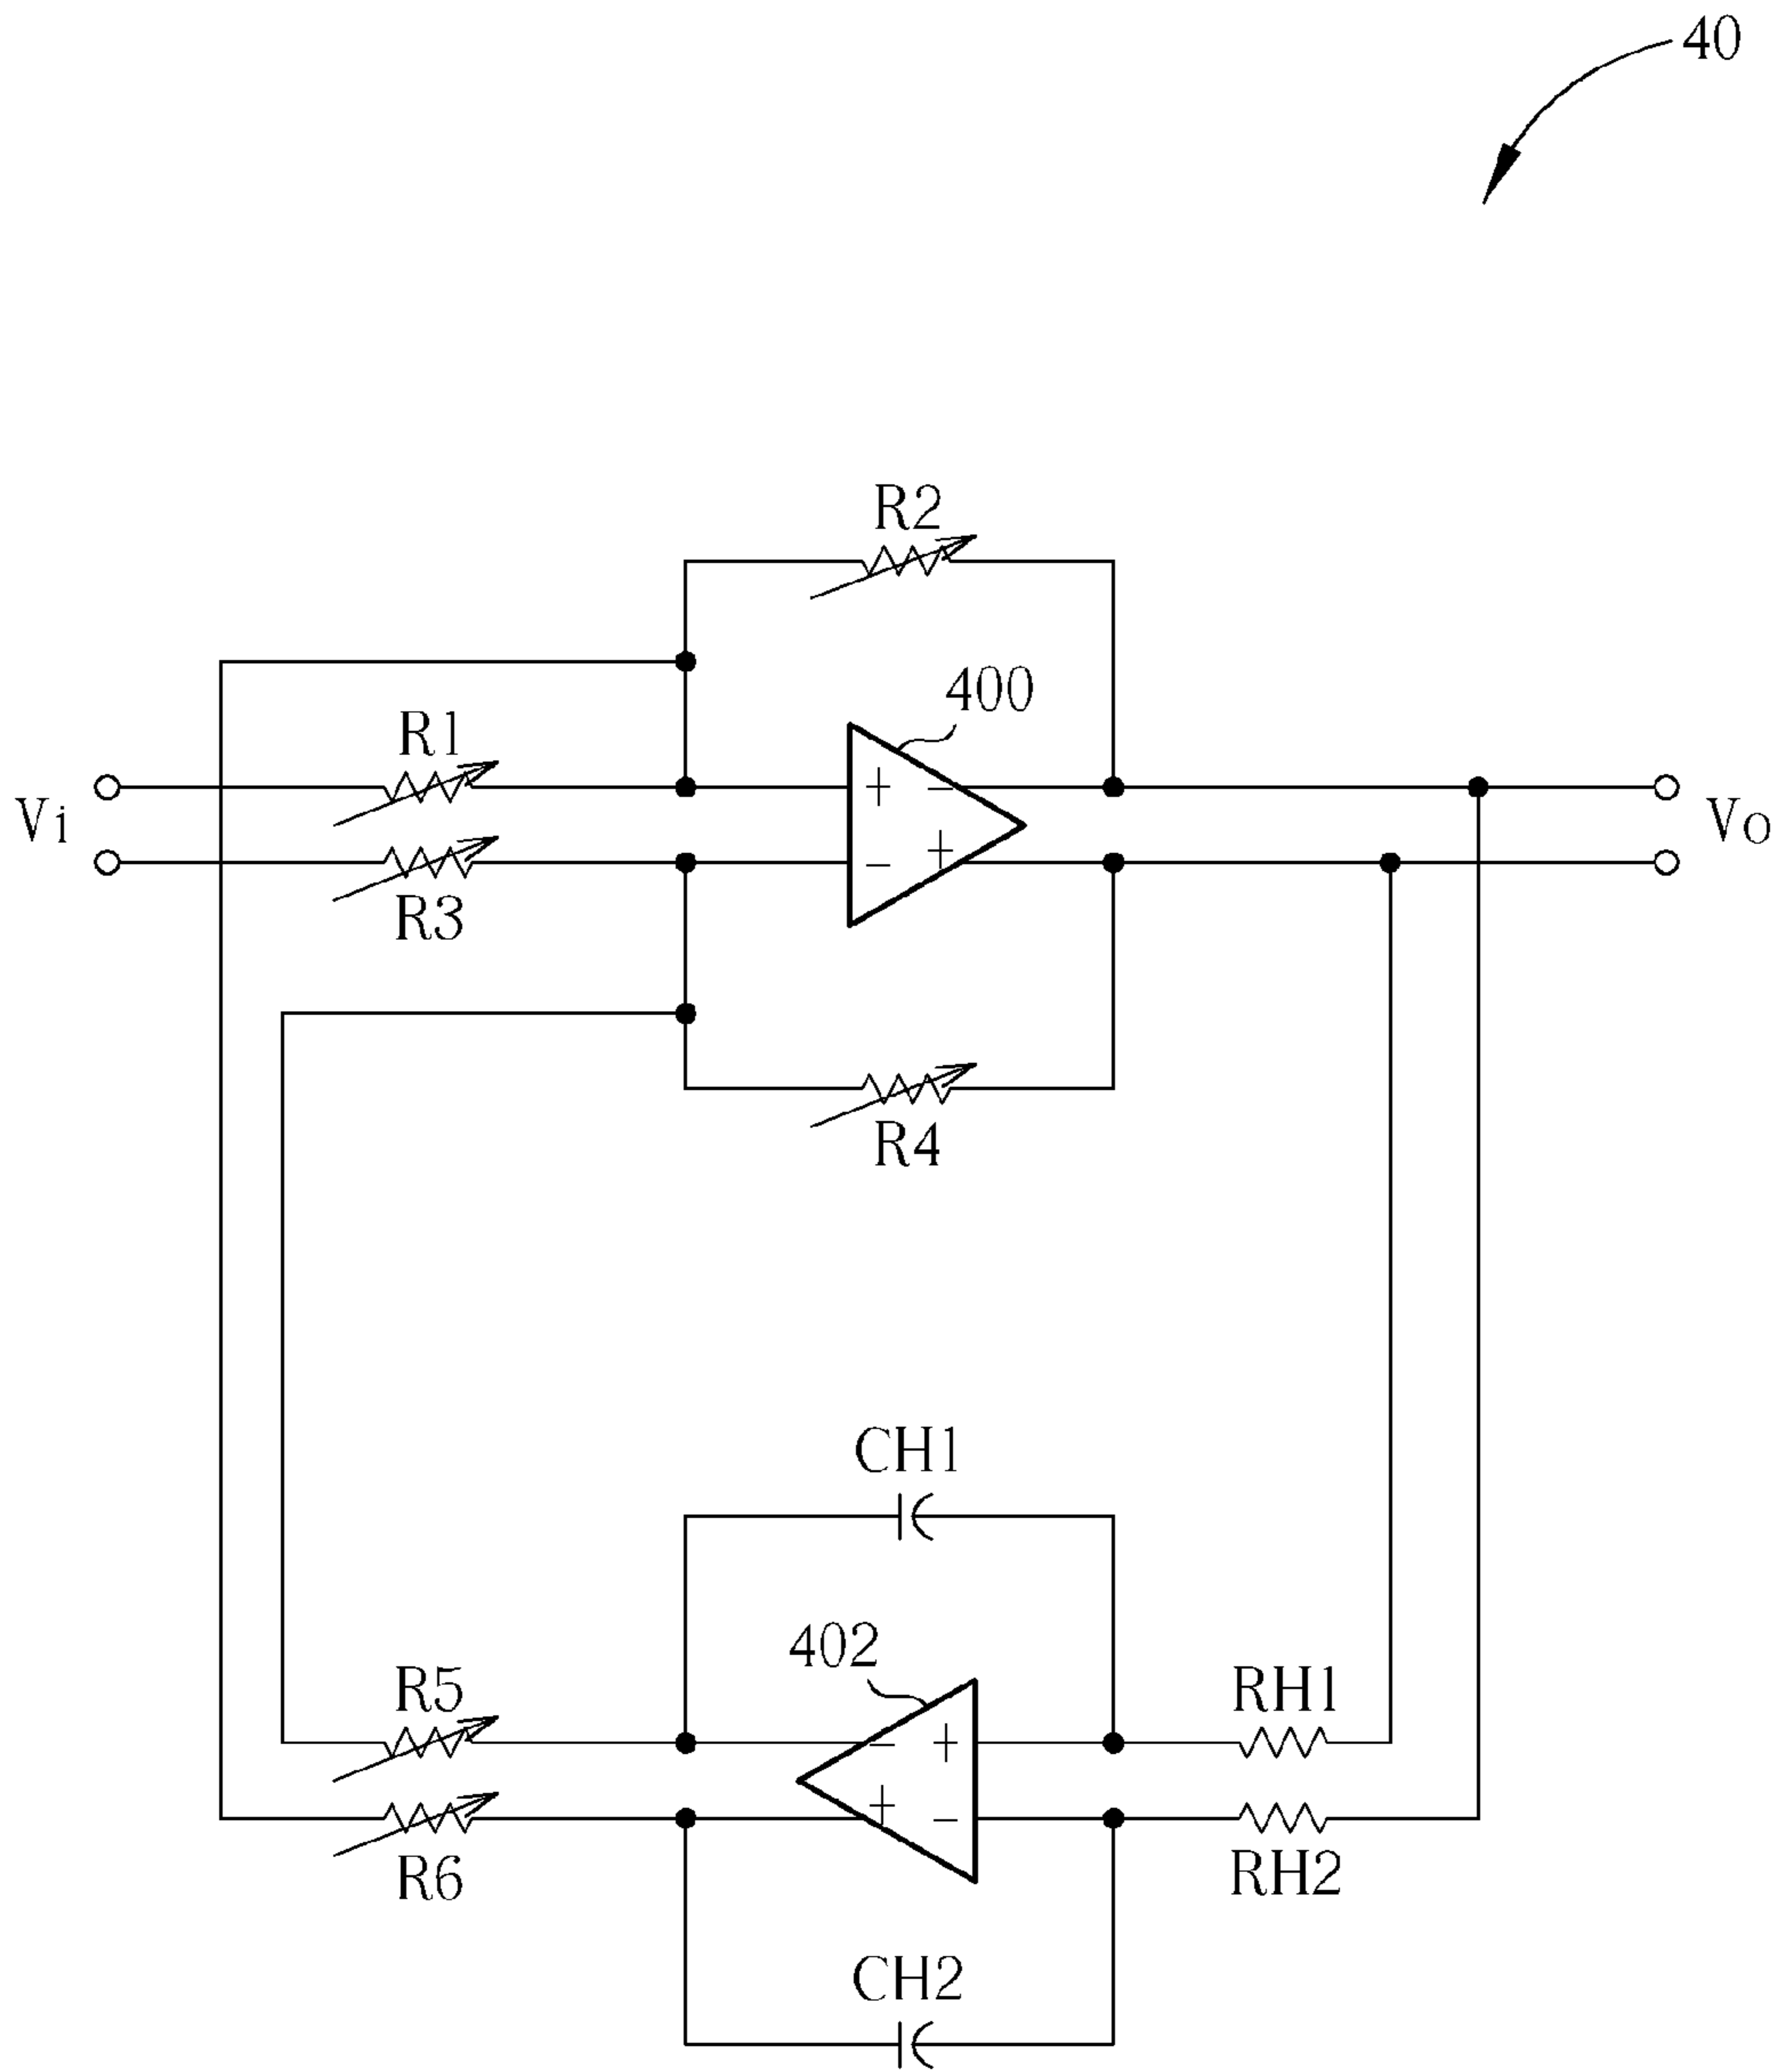 40
R2
400
R1
+ −
Vi
Vo
+
−
R3
R4
CH1
402
R5
RH1
− +
+ −
R6
RH2
CH2